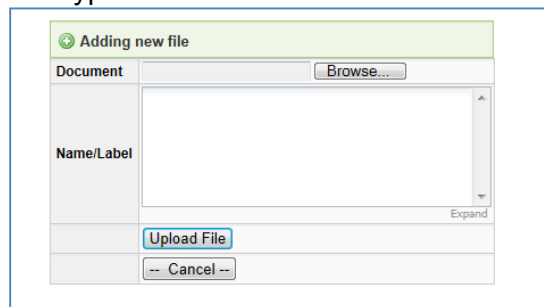 Adding new file
Document Browse...
Name/Label
Expand
Upload File
-- Cancel --